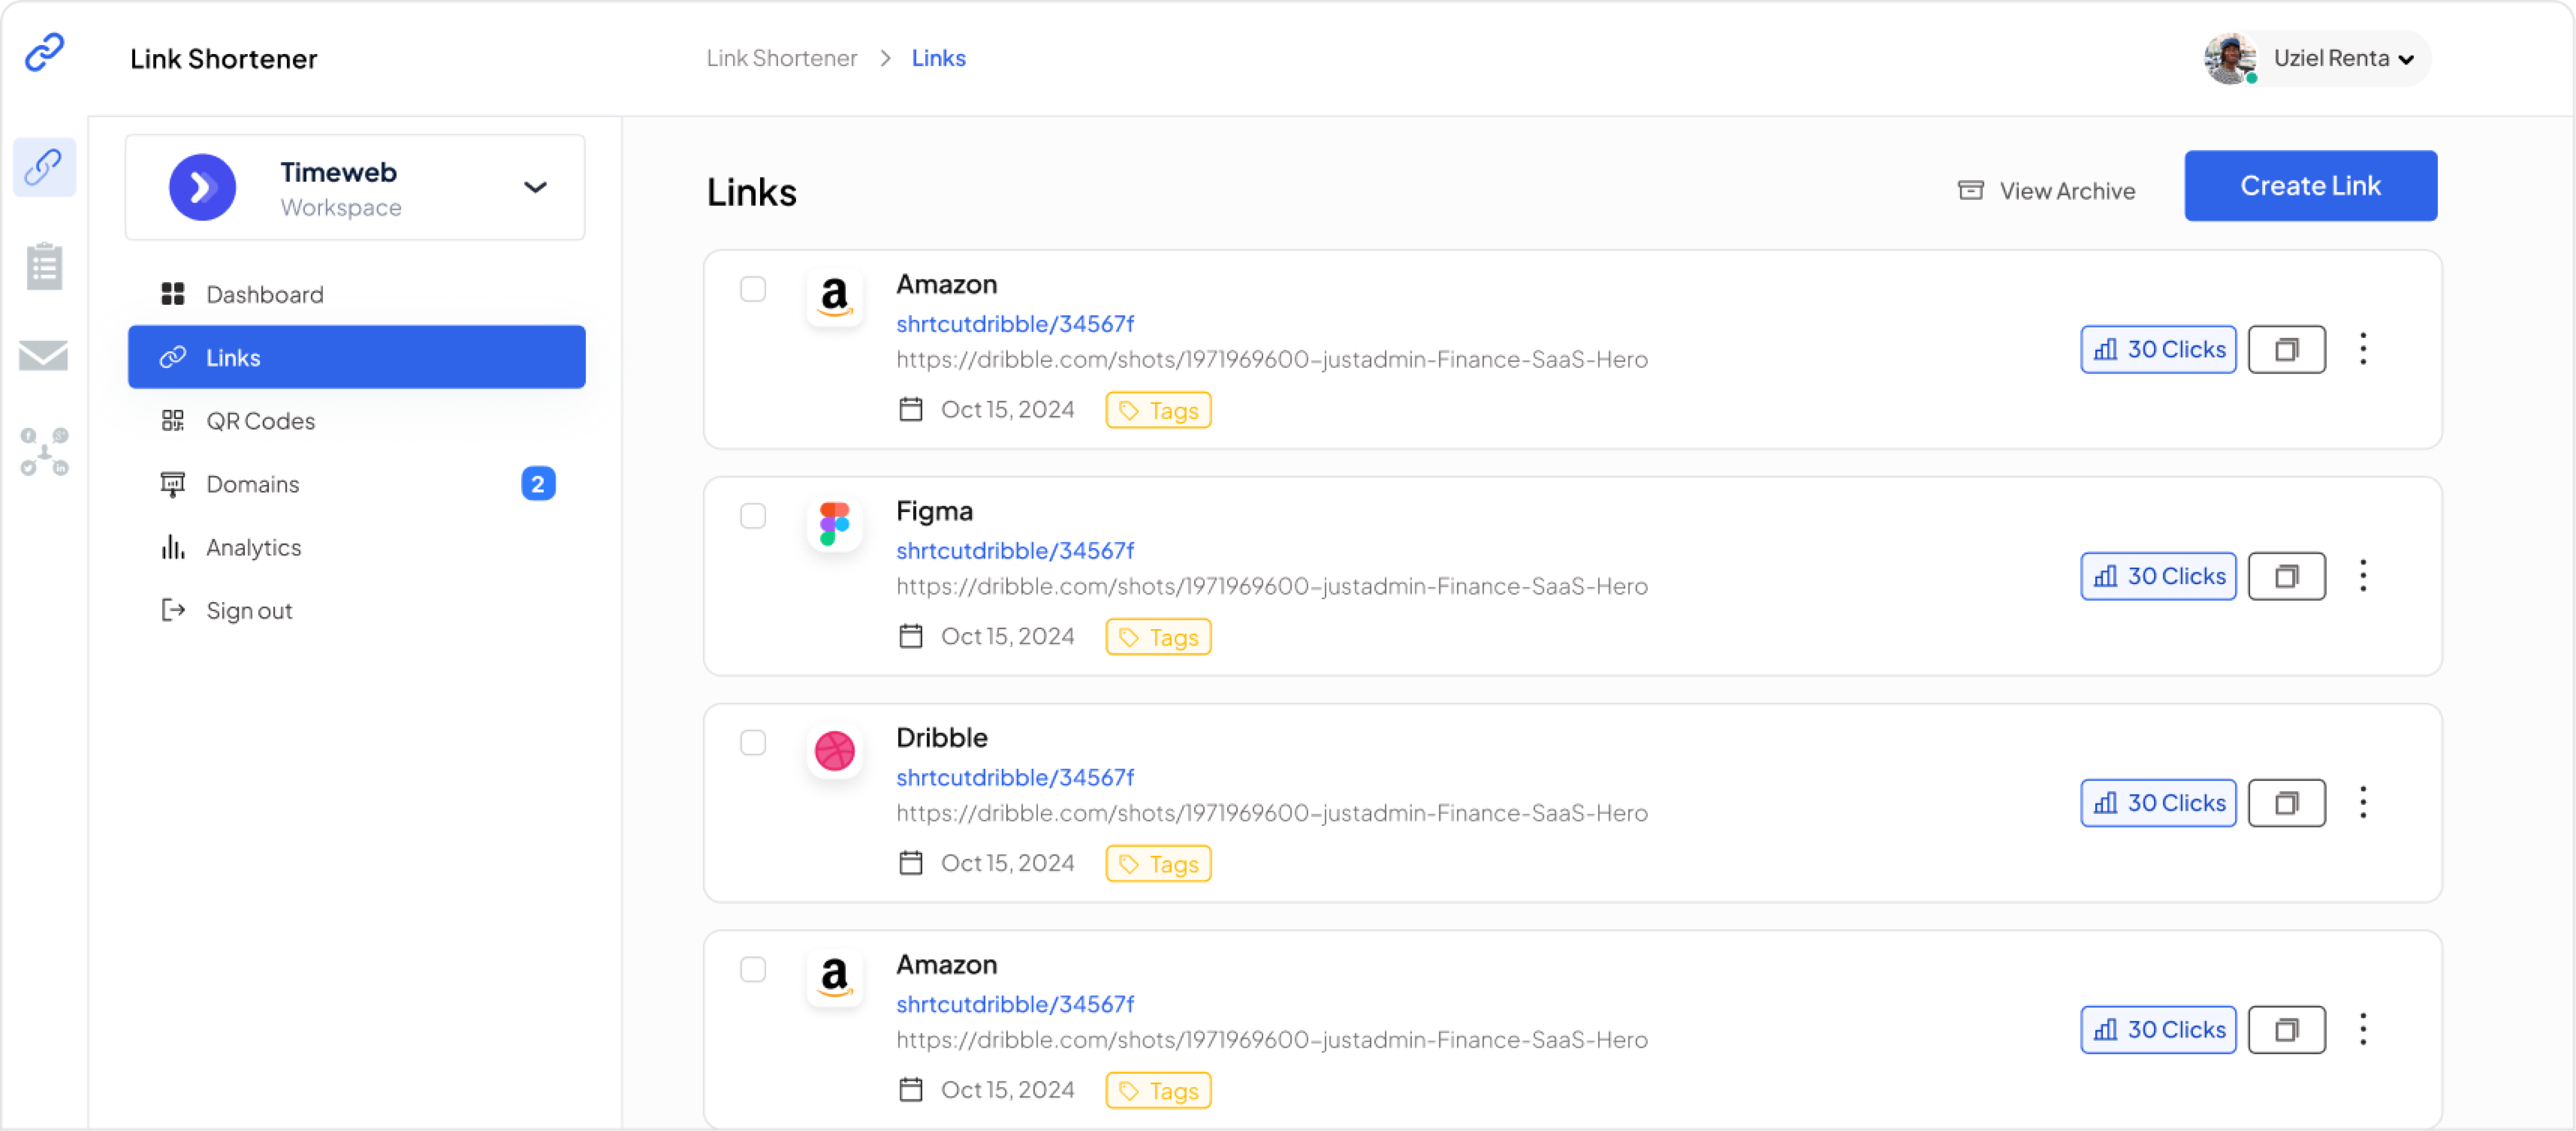 Link Shortener
Link Shortener > Links
Uziel Renta
Timeweb
Workspace
Dashboard
Links
QR Codes
Domains
2
Analytics
Sign out
Links
View Archive
Create Link
Amazon
shrtcutdribble/34567f
https://dribble.com/shots/1971969600-justadmin-Finance-SaaS-Hero
Oct 15, 2024
Tags
30 Clicks
Figma
shrtcutdribble/34567f
https://dribble.com/shots/1971969600-justadmin-Finance-SaaS-Hero
Oct 15, 2024
Tags
30 Clicks
Dribble
shrtcutdribble/34567f
https://dribble.com/shots/1971969600-justadmin-Finance-SaaS-Hero
Oct 15, 2024
Tags
30 Clicks
Amazon
shrtcutdribble/34567f
https://dribble.com/shots/1971969600-justadmin-Finance-SaaS-Hero
Oct 15, 2024
Tags
30 Clicks